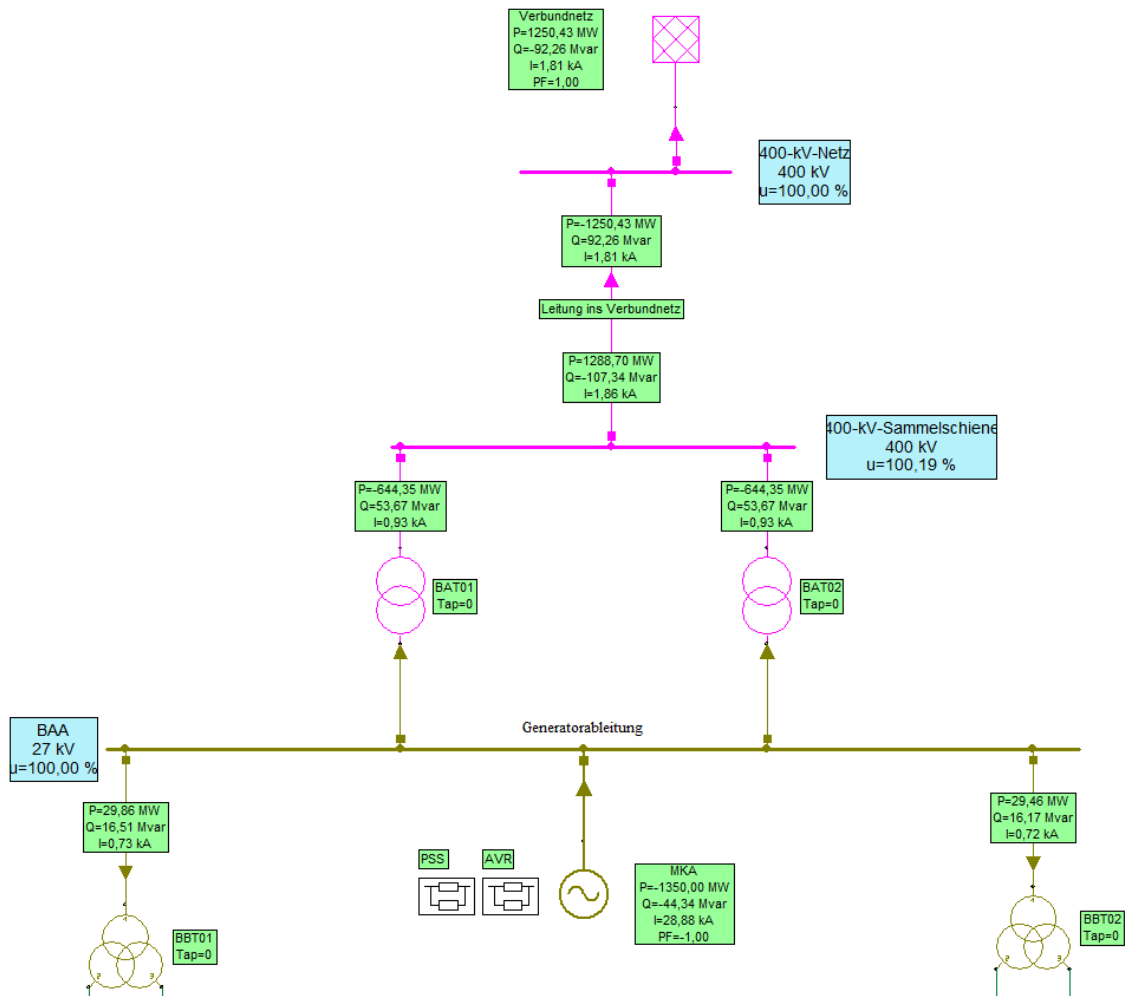 Verbundnetz
P=1250,43 MW
Q=-92,26 Mvar
I=1,81 kA
PF=1,00
400-kV-Netz
400 kV
u=100,00 %
P=-1250,43 MW
Q=92,26 Mvar
I=1,81 kA
Leitung ins Verbundnetz
P=1288,70 MW
Q=-107,34 Mvar
I=1,86 kA
400-kV-Sammelschiene
400 kV
u=100,19 %
P=-644,35 MW
Q=53,67 Mvar
I=0,93 kA
P=-644,35 MW
Q=53,67 Mvar
I=0,93 kA
BAT01
Tap=0
BAT02
Tap=0
Generatorableitung
BAA
27 kV
u=100,00 %
P=29,86 MW
Q=16,51 Mvar
I=0,73 kA
P=29,46 MW
Q=16,17 Mvar
I=0,72 kA
PSS
AVR
MKA
P=-1350,00 MW
Q=-44,34 Mvar
I=28,88 kA
PF=-1,00
BBT01
Tap=0
BBT02
Tap=0
1
2
3
1
2
3